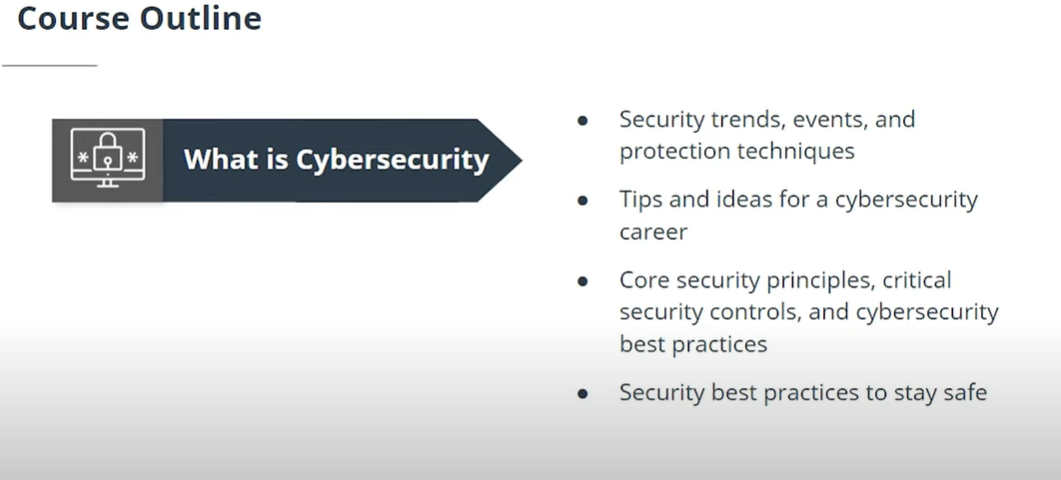 Course Outline
What is Cybersecurity
● Security trends, events, and
protection techniques
● Tips and ideas for a cybersecurity
career
● Core security principles, critical
security controls, and cybersecurity
best practices
● Security best practices to stay safe